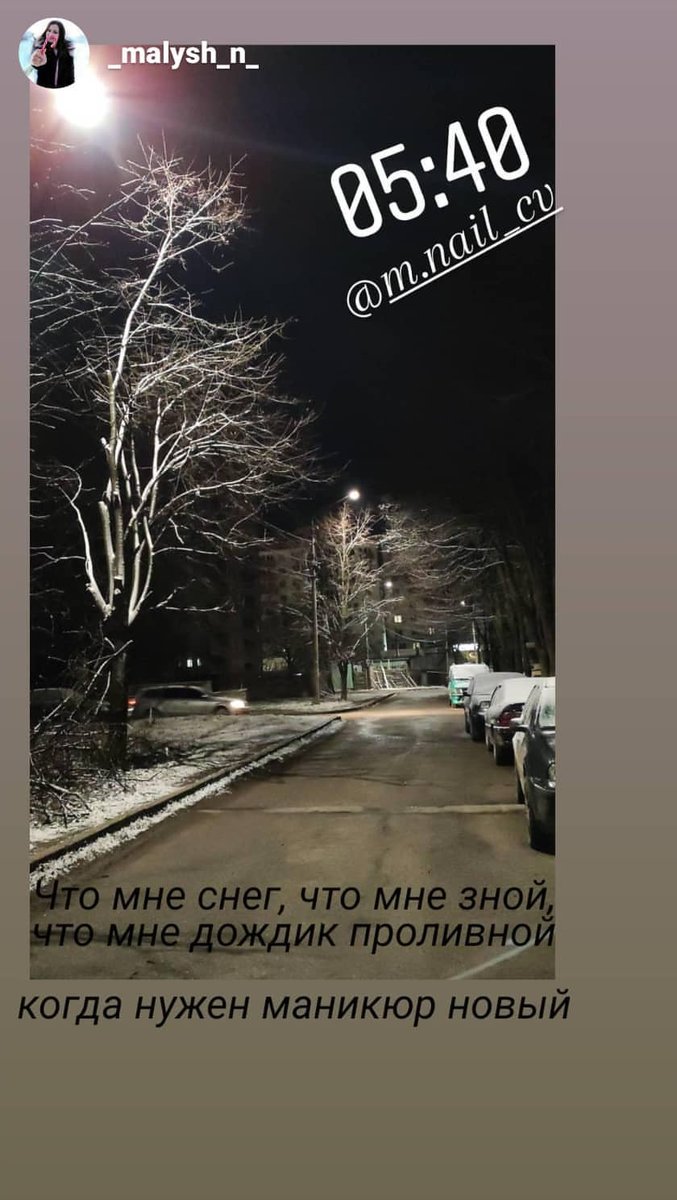 _malysh_n_
05:40
@m.nail_cv
Что мне снег, что мне зной,
что мне дождик проливной
когда нужен маникюр новый